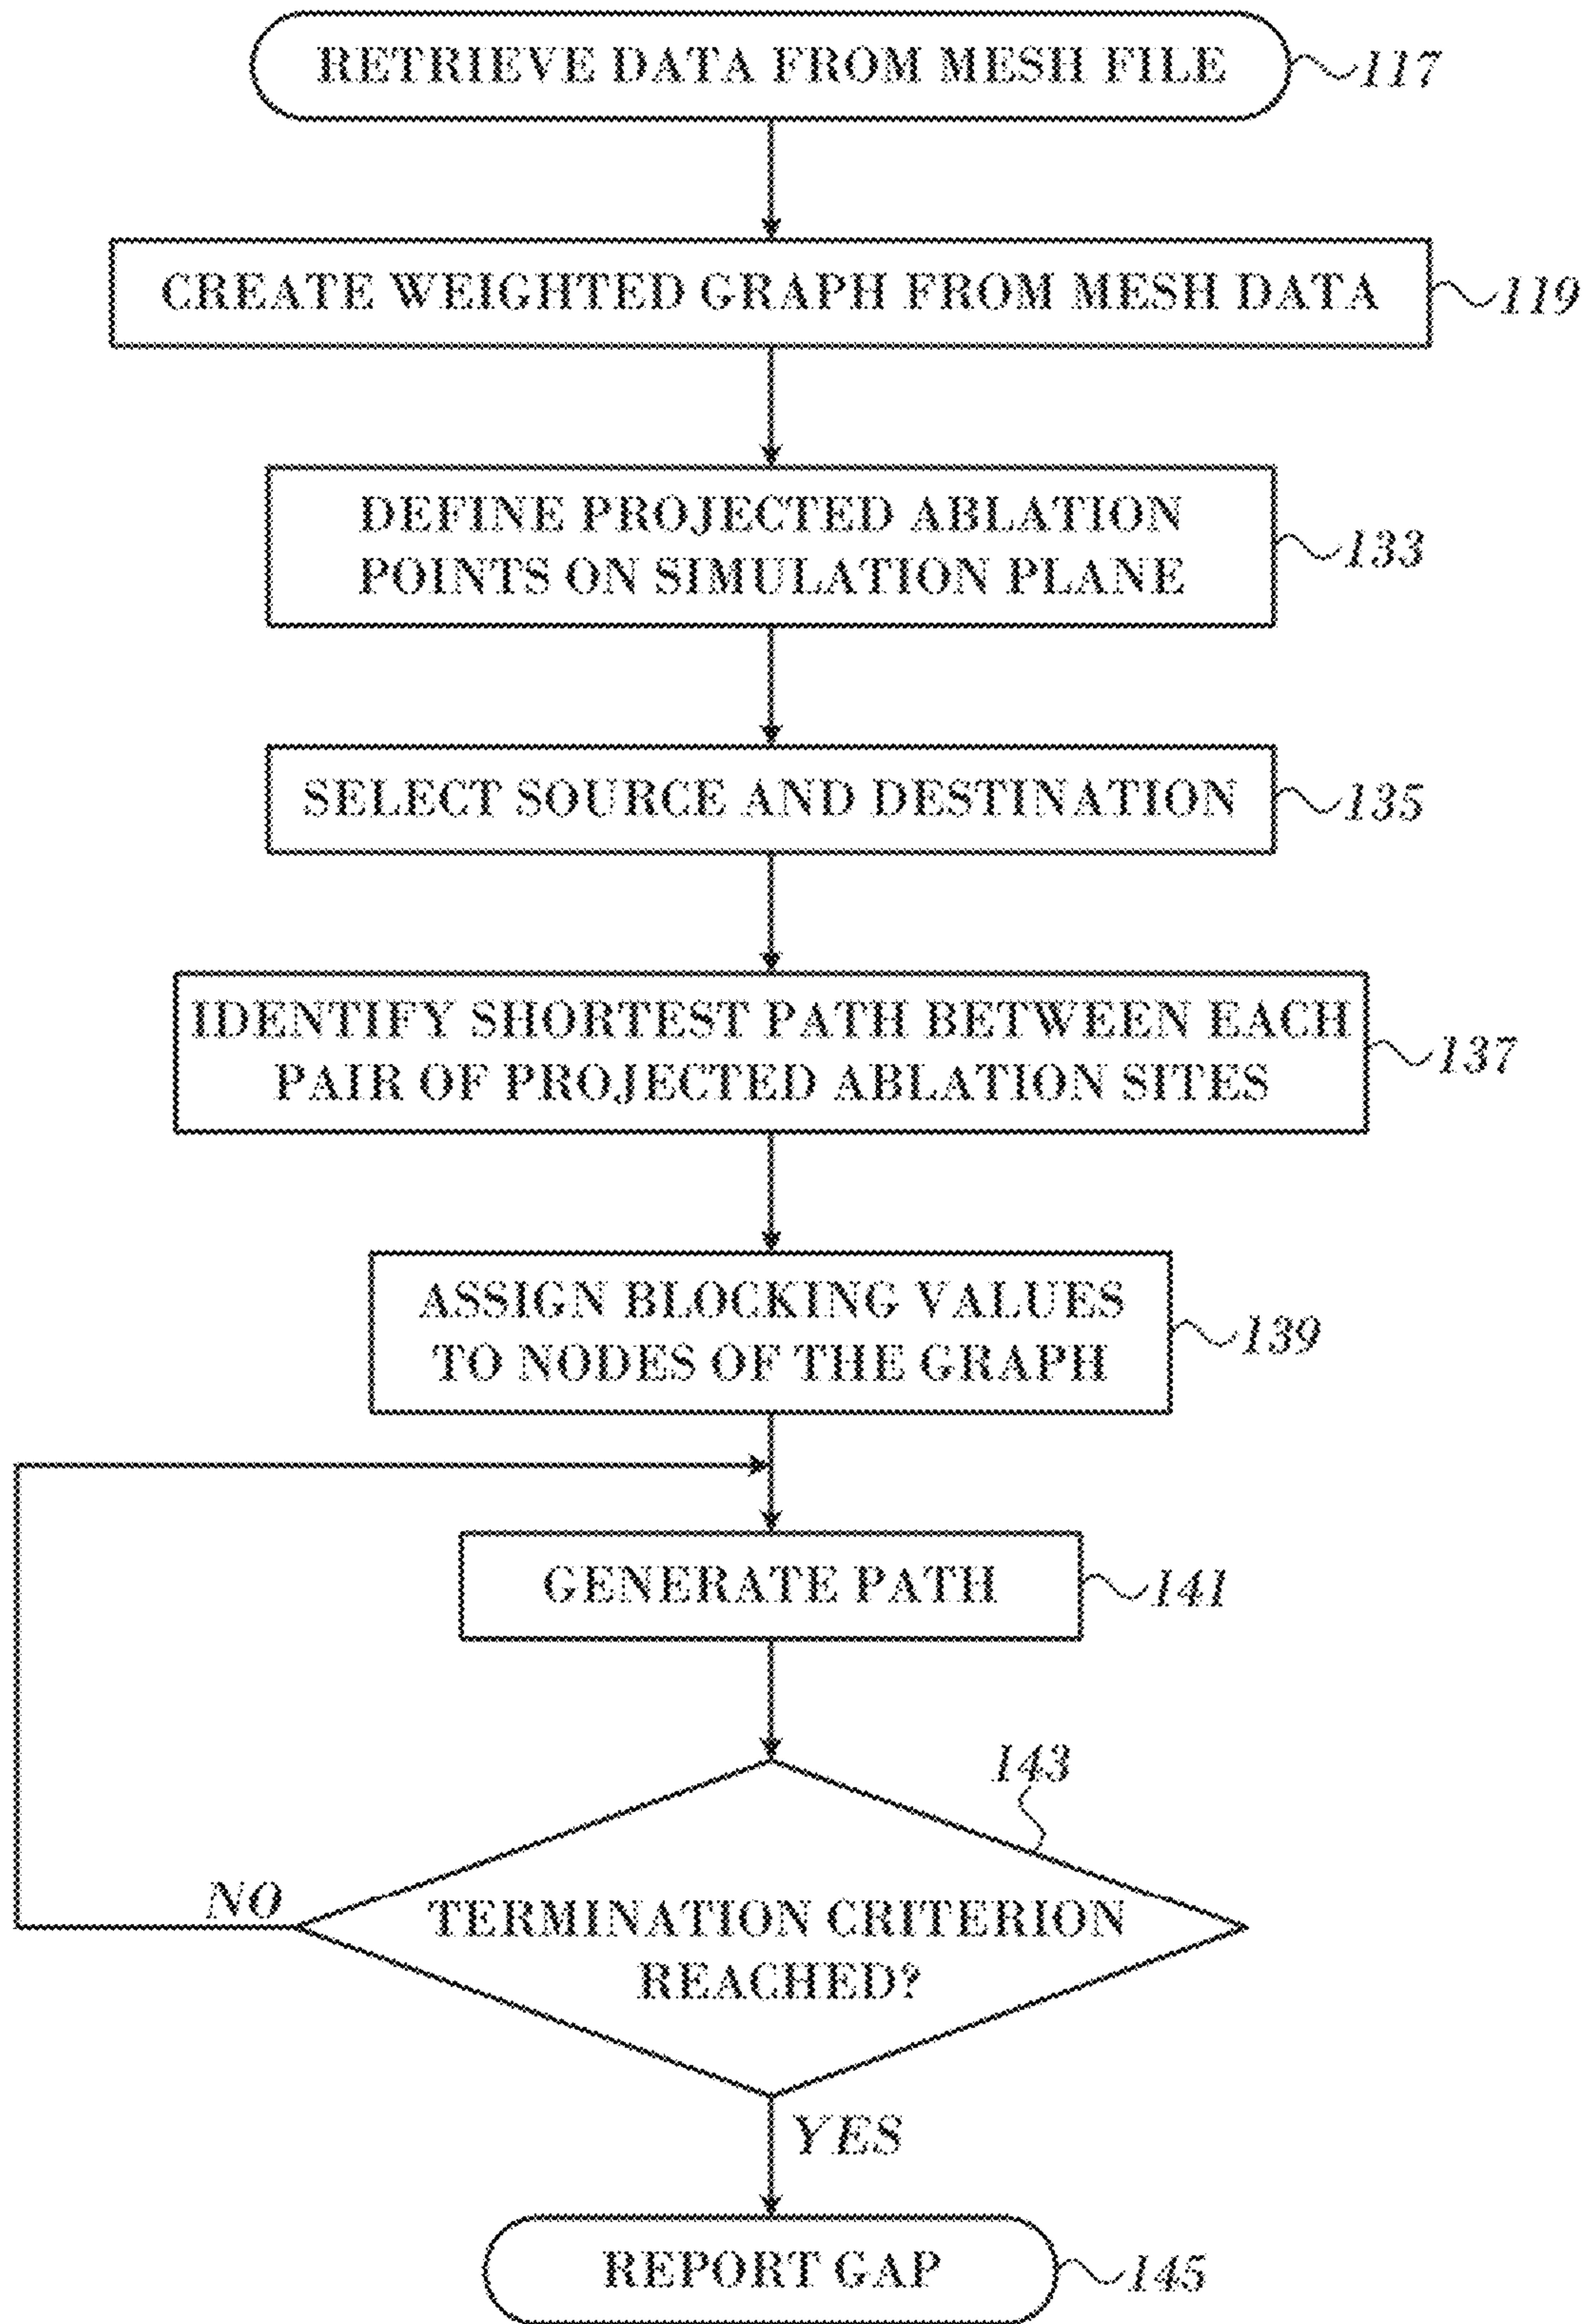 RETRIEVE DATA FROM MESH FILE
117
CREATE WEIGHTED GRAPH FROM MESH DATA
119
DEFINE PROJECTED ABLATION
POINTS ON SIMULATION PLANE
133
SELECT SOURCE AND DESTINATION
135
IDENTIFY SHORTEST PATH BETWEEN EACH
PAIR OF PROJECTED ABLATION SITES
137
ASSIGN BLOCKING VALUES
TO NODES OF THE GRAPH
139
GENERATE PATH
141
143
TERMINATION CRITERION
REACHED?
NO
YES
REPORT GAP
145